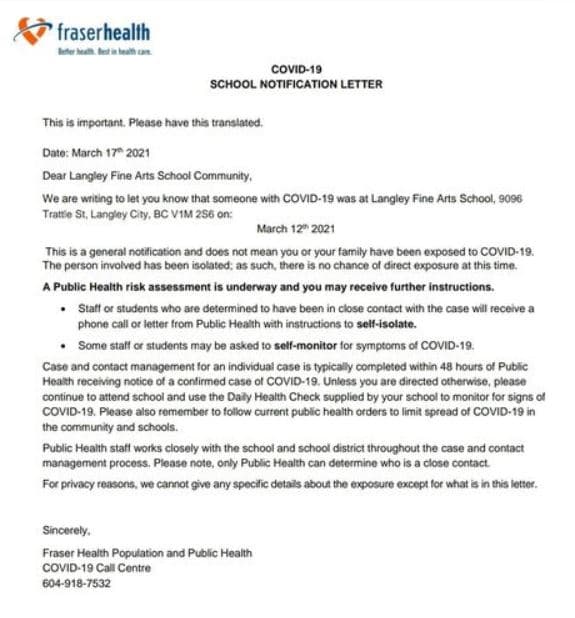 fraserhealth
Better health. Best in health care.
COVID-19
SCHOOL NOTIFICATION LETTER
This is important. Please have this translated.
Date: March 17th 2021
Dear Langley Fine Arts School Community,
We are writing to let you know that someone with COVID-19 was at Langley Fine Arts School, 9096
Trattle St, Langley City, BC V1M 2S6 on:
March 12th 2021
This is a general notification and does not mean you or your family have been exposed to COVID-19.
The person involved has been isolated; as such, there is no chance of direct exposure at this time.
A Public Health risk assessment is underway and you may receive further instructions.
• Staff or students who are determined to have been in close contact with the case will receive a
phone call or letter from Public Health with instructions to self-isolate.
• Some staff or students may be asked to self-monitor for symptoms of COVID-19.
Case and contact management for an individual case is typically completed within 48 hours of Public
Health receiving notice of a confirmed case of COVID-19. Unless you are directed otherwise, please
continue to attend school and use the Daily Health Check supplied by your school to monitor for signs of
COVID-19. Please also remember to follow current public health orders to limit spread of COVID-19 in
the community and schools.
Public Health staff works closely with the school and school district throughout the case and contact
management process. Please note, only Public Health can determine who is a close contact.
For privacy reasons, we cannot give any specific details about the exposure except for what is in this letter.
Sincerely,
Fraser Health Population and Public Health
COVID-19 Call Centre
604-918-7532